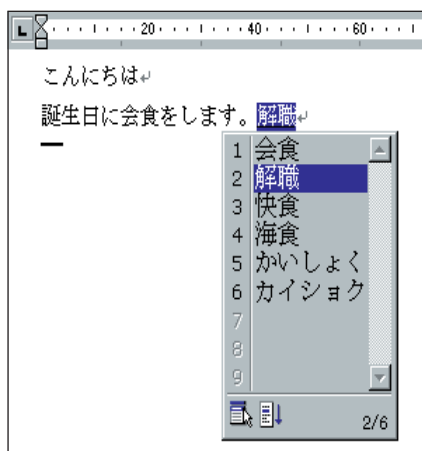 20 40 60
こんにちは↵
誕生日に会食をします。解職↵
1 会食
2 解職
3 快食
4 海食
5 かいしょく
6 カイショク
7
8
9
2/6